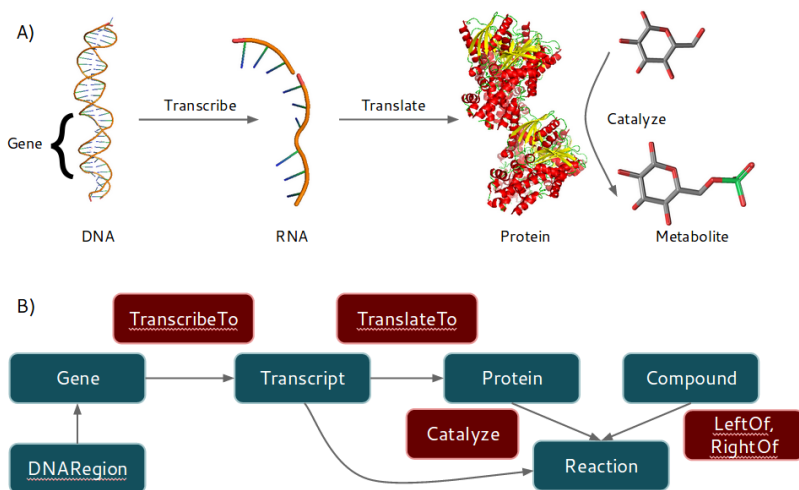 A)
Transcribe
Translate
Catalyze
Gene
DNA
RNA
Protein
Metabolite
B)
TranscribeTo
TranslateTo
Gene
Transcript
Protein
Compound
Catalyze
LeftOf,
RightOf
DNARegion
Reaction